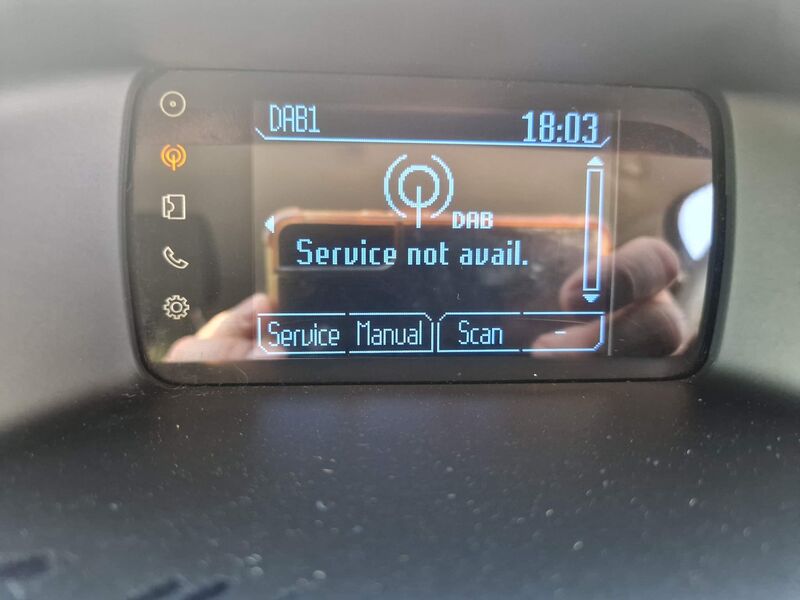 DAB1 18:03
DAB
Service not avail.
Service Manual Scan -